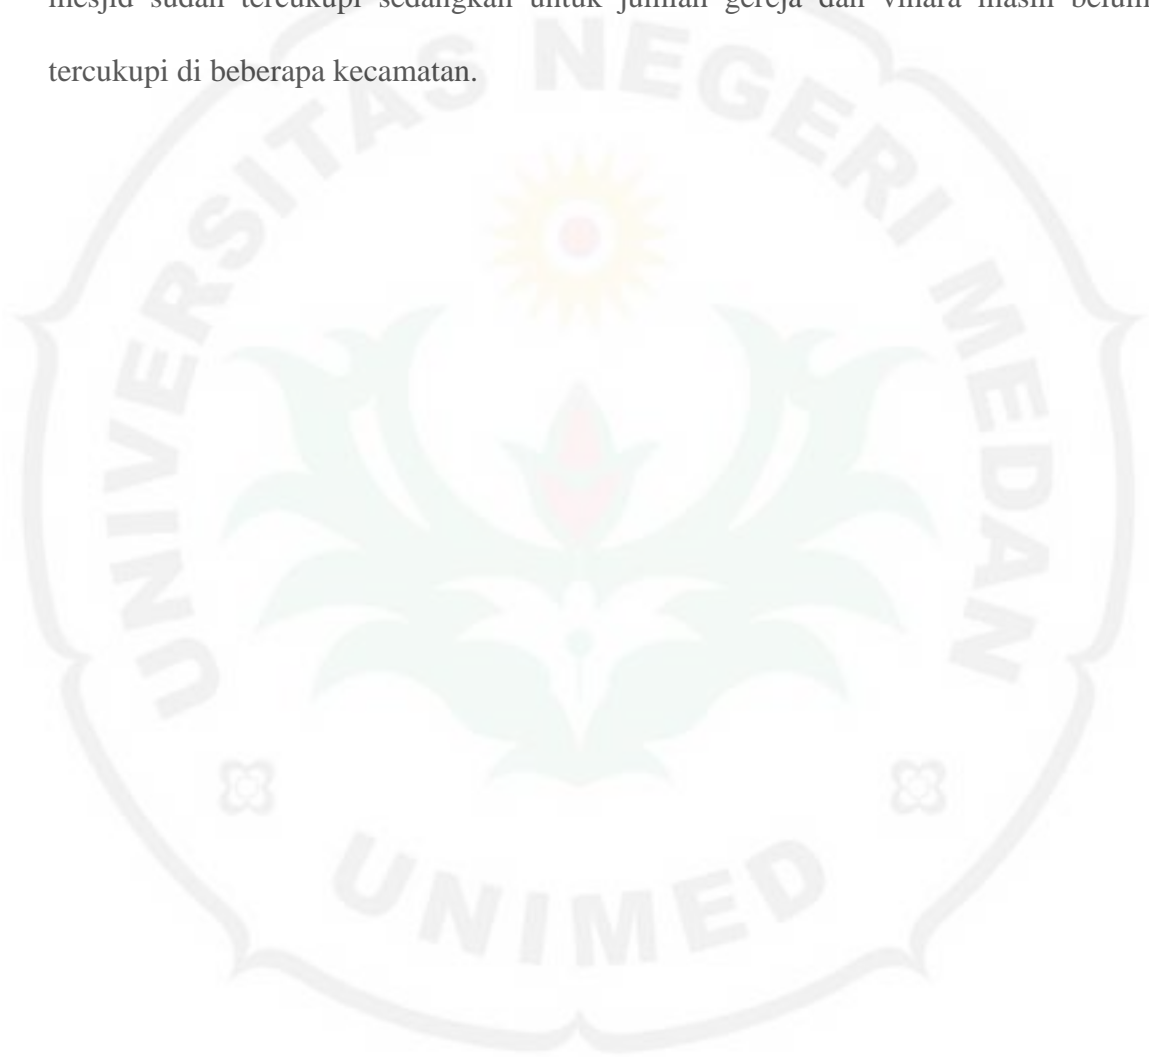 mesjid sudah tercukupi sedangkan untuk jumlah gereja dan vihara masih belum
tercukupi di beberapa kecamatan.
UNIVERSITAS NEGERI MEDAN
UNIMED